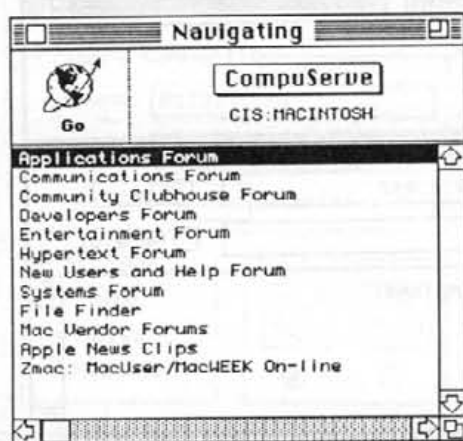 Navigating
CompuServe
CIS:MACINTOSH
Go
Applications Forum
Communications Forum
Community Clubhouse Forum
Developers Forum
Entertainment Forum
Hypertext Forum
New Users and Help Forum
Systems Forum
File Finder
Mac Vendor Forums
Apple News Clips
Zmac: MacUser/MacWEEK On-line